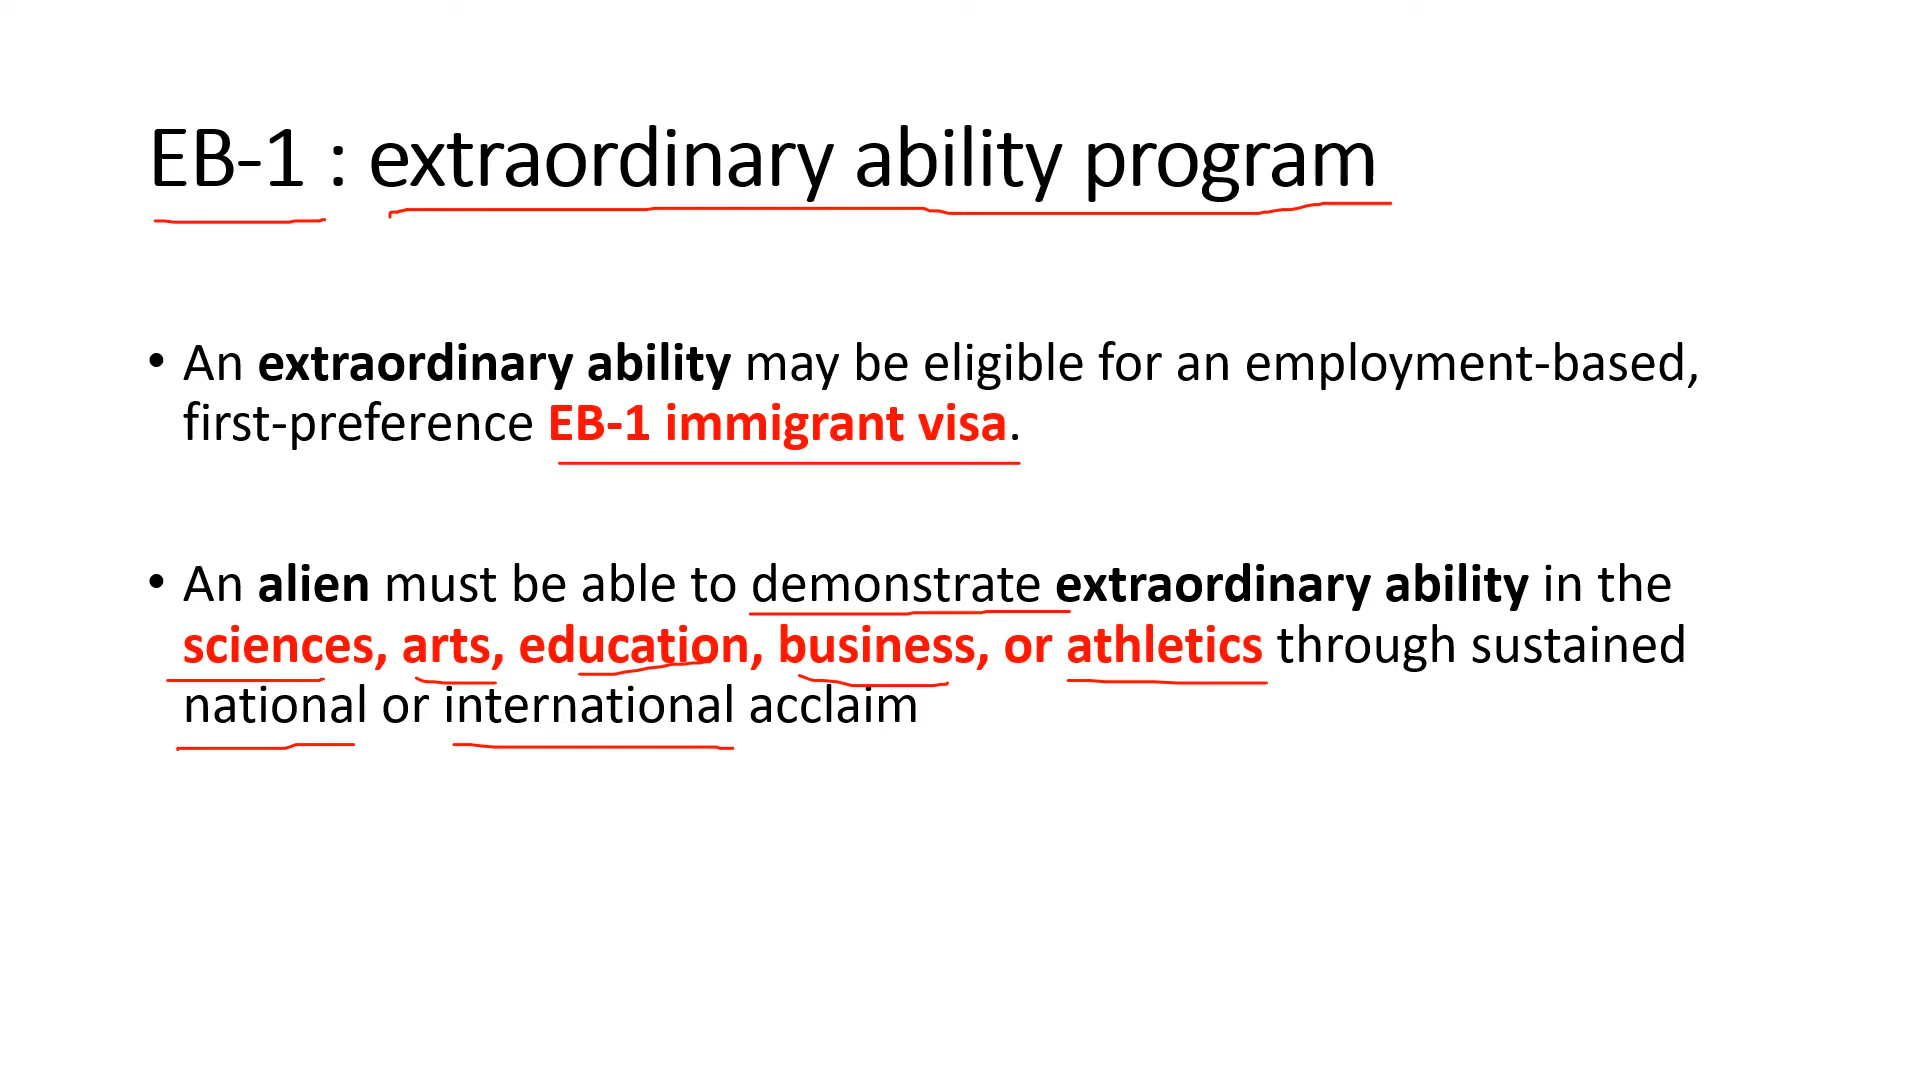 EB-1 : extraordinary ability program
• An extraordinary ability may be eligible for an employment-based,
first-preference EB-1 immigrant visa.
• An alien must be able to demonstrate extraordinary ability in the
sciences, arts, education, business, or athletics through sustained
national or international acclaim